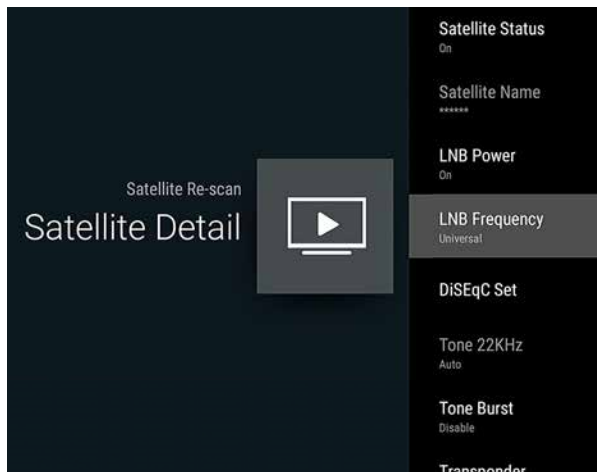 Satellite Re-scan
Satellite Detail
Satellite Status
On
Satellite Name
******
LNB Power
On
LNB Frequency
Universal
DiSEqC Set
Tone 22KHz
Auto
Tone Burst
Disable
Transponder